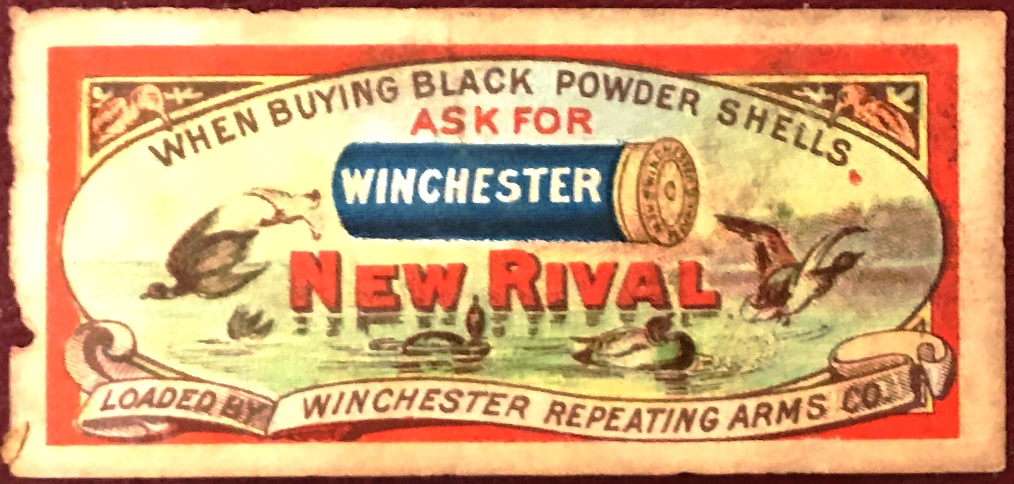 WHEN BUYING BLACK POWDER SHELLS
ASK FOR
WINCHESTER
NEW RIVAL
LOADED BY WINCHESTER REPEATING ARMS CO.